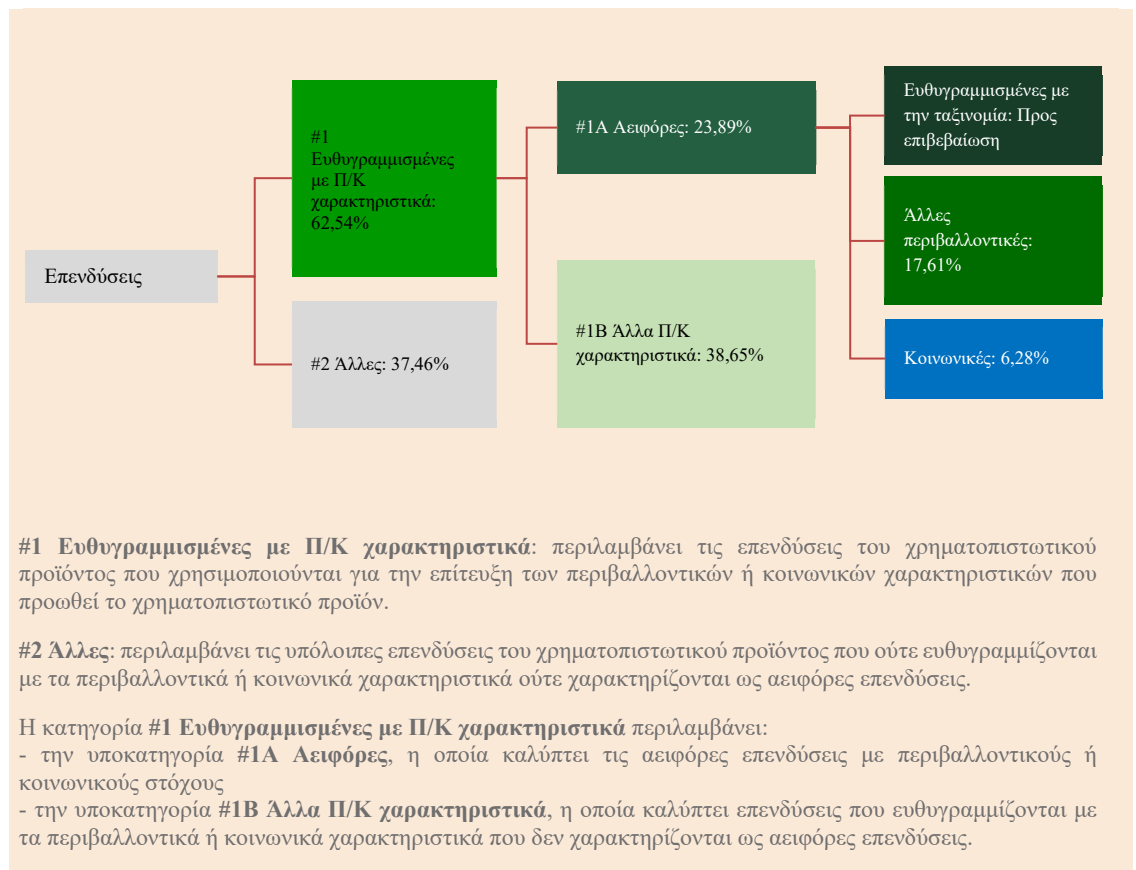 Επενδύσεις
#1
Ευθυγραμμισμένες
με Π/Κ
χαρακτηριστικά:
62,54%
#2 Άλλες: 37,46%
#1Α Αειφόρες: 23,89%
#1Β Άλλα Π/Κ
χαρακτηριστικά: 38,65%
Ευθυγραμμισμένες με
την ταξινομία: Προς
επιβεβαίωση
Άλλες
περιβαλλοντικές:
17,61%
Κοινωνικές: 6,28%
#1 Ευθυγραμμισμένες με Π/Κ χαρακτηριστικά: περιλαμβάνει τις επενδύσεις του χρηματοπιστωτικού
προϊόντος που χρησιμοποιούνται για την επίτευξη των περιβαλλοντικών ή κοινωνικών χαρακτηριστικών που
προωθεί το χρηματοπιστωτικό προϊόν.
#2 Άλλες: περιλαμβάνει τις υπόλοιπες επενδύσεις του χρηματοπιστωτικού προϊόντος που ούτε ευθυγραμμίζονται
με τα περιβαλλοντικά ή κοινωνικά χαρακτηριστικά ούτε χαρακτηρίζονται ως αειφόρες επενδύσεις.
Η κατηγορία #1 Ευθυγραμμισμένες με Π/Κ χαρακτηριστικά περιλαμβάνει:
- την υποκατηγορία #1Α Αειφόρες, η οποία καλύπτει τις αειφόρες επενδύσεις με περιβαλλοντικούς ή
κοινωνικούς στόχους
- την υποκατηγορία #1Β Άλλα Π/Κ χαρακτηριστικά, η οποία καλύπτει επενδύσεις που ευθυγραμμίζονται με
τα περιβαλλοντικά ή κοινωνικά χαρακτηριστικά που δεν χαρακτηρίζονται ως αειφόρες επενδύσεις.